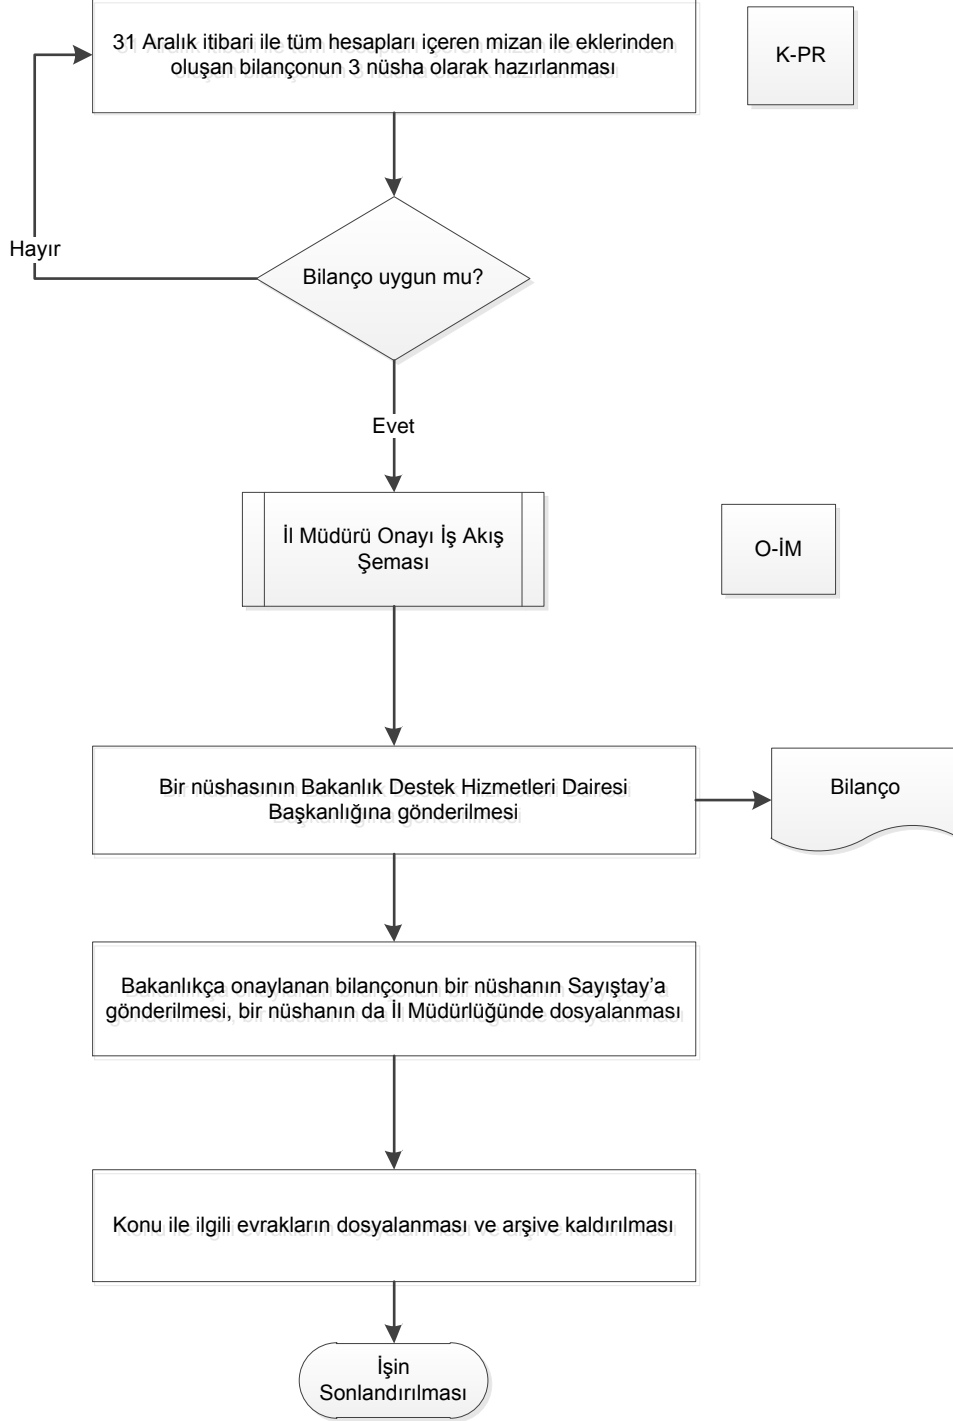 31 Aralık itibari ile tüm hesapları içeren mizan ile eklerinden
oluşan bilançonun 3 nüsha olarak hazırlanması
K-PR
Hayır
Bilanço uygun mu?
Evet
İl Müdürü Onayı İş Akış
Şeması
O-İM
Bir nüshasının Bakanlık Destek Hizmetleri Dairesi
Başkanlığına gönderilmesi
Bilanço
Bakanlıkça onaylanan bilançonun bir nüshanın Sayıştay’a
gönderilmesi, bir nüshanın da İl Müdürlüğünde dosyalanması
Konu ile ilgili evrakların dosyalanması ve arşive kaldırılması
İşin
Sonlandırılması